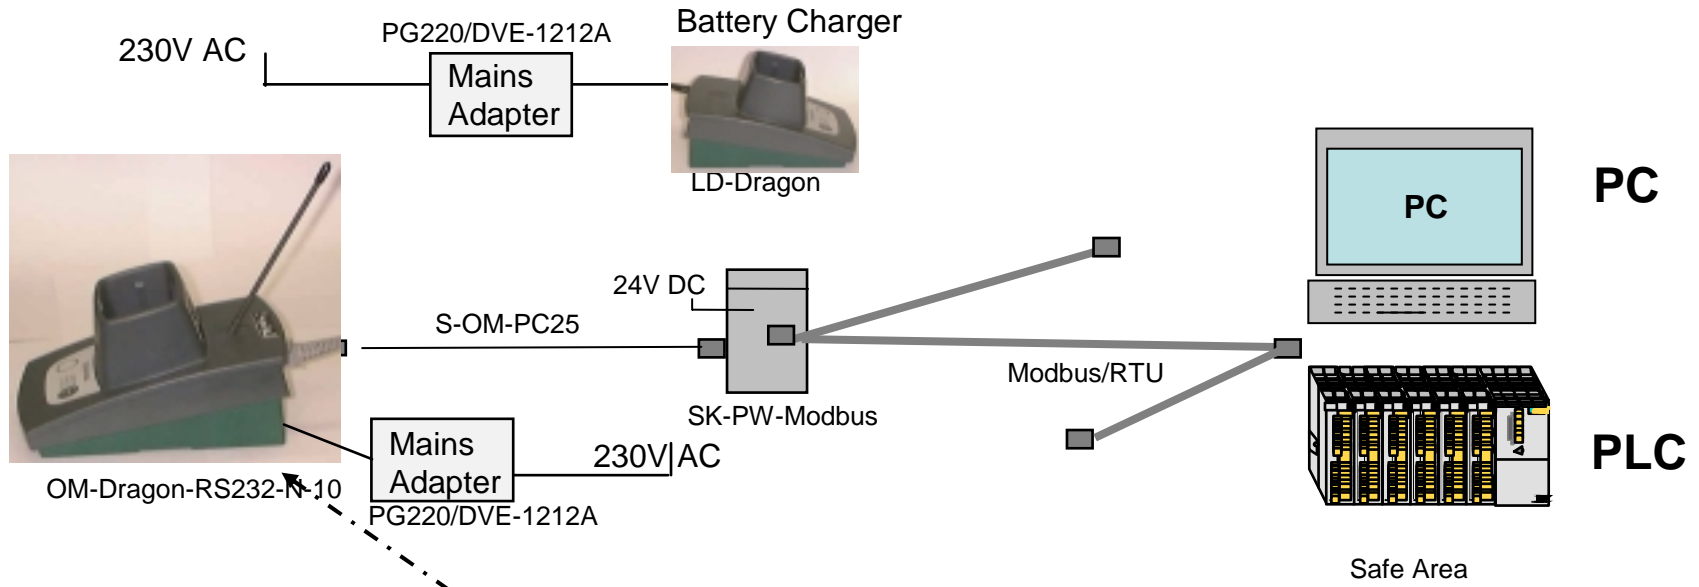 Battery Charger
PG220/DVE-1212A
230V AC
Mains
Adapter
LD-Dragon
PC
PC
24V DC
S-OM-PC25
Modbus/RTU
SK-PW-Modbus
Mains
Adapter
230V AC
PLC
OM-Dragon-RS232-N-10
PG220/DVE-1212A
Safe Area